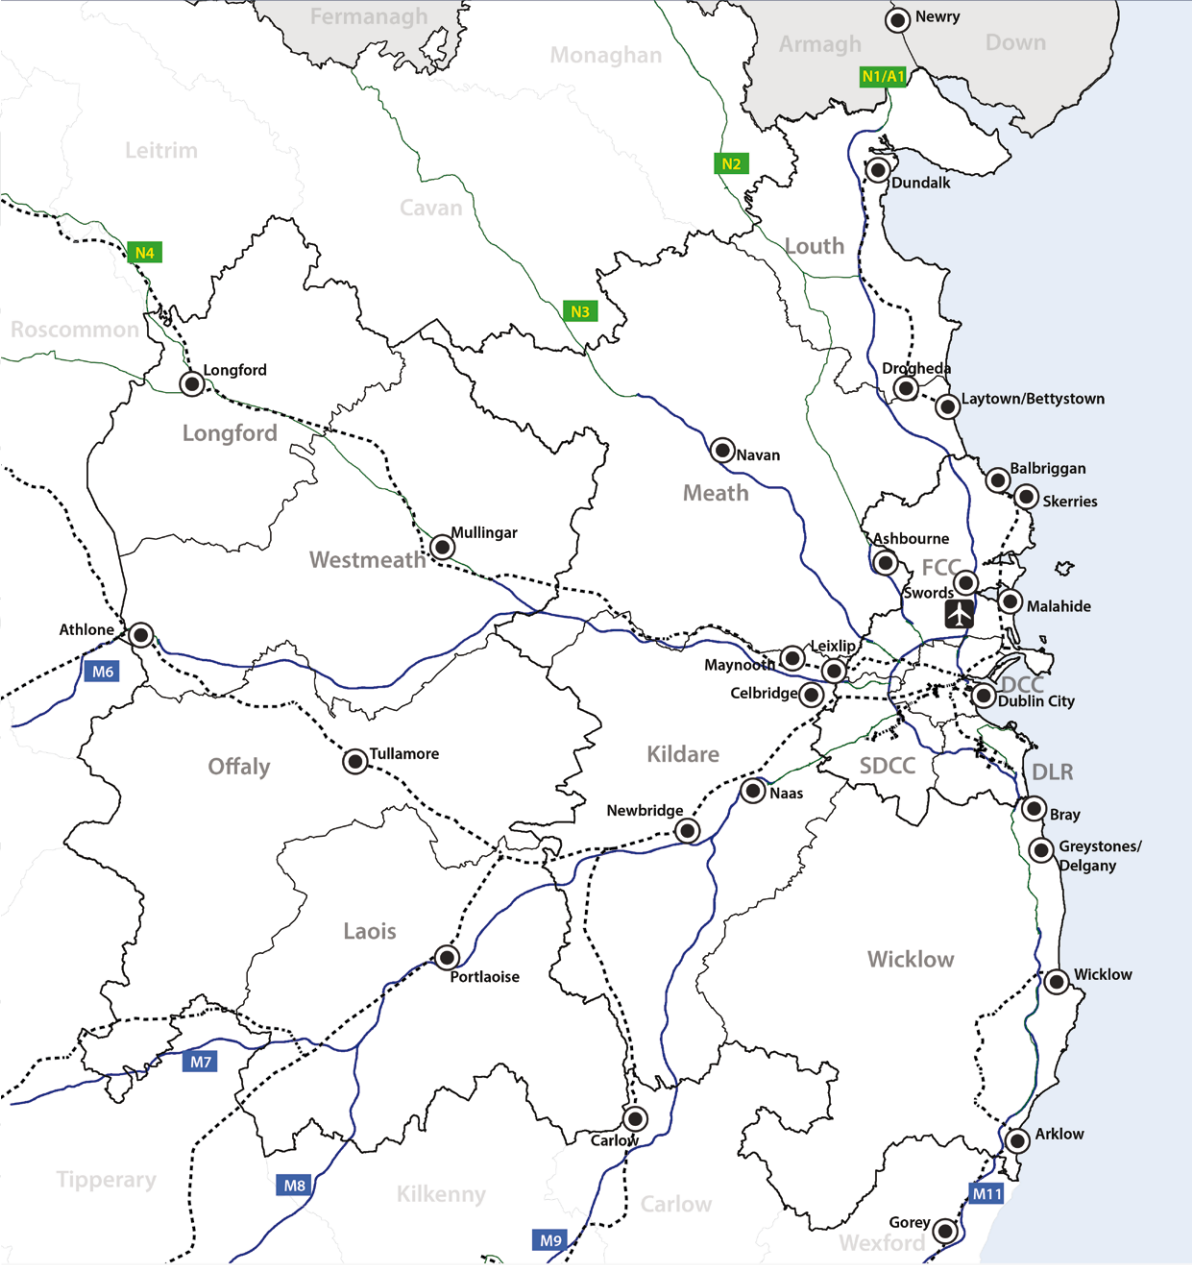 Fermanagh
Newry
Armagh
Down
Monaghan
N1/A1
Leitrim
N2
Dundalk
Cavan
N4
Louth
N3
Roscommon
Longford
Drogheda
Laytown/Bettystown
Longford
Navan
Balbriggan
Meath
Skerries
Mullingar
Ashbourne
Westmeath
FCC
Swords
Malahide
Athlone
Leixlip
M6
Maynooth
Celbridge
DCC
Dublin City
Tullamore
Kildare
Offaly
SDCC
DLR
Naas
Newbridge
Bray
Greystones/
Delgany
Laois
Wicklow
Portlaoise
Wicklow
M7
Carlow
Arklow
Tipperary
M8
Kilkenny
Carlow
M11
Gorey
M9
Wexford